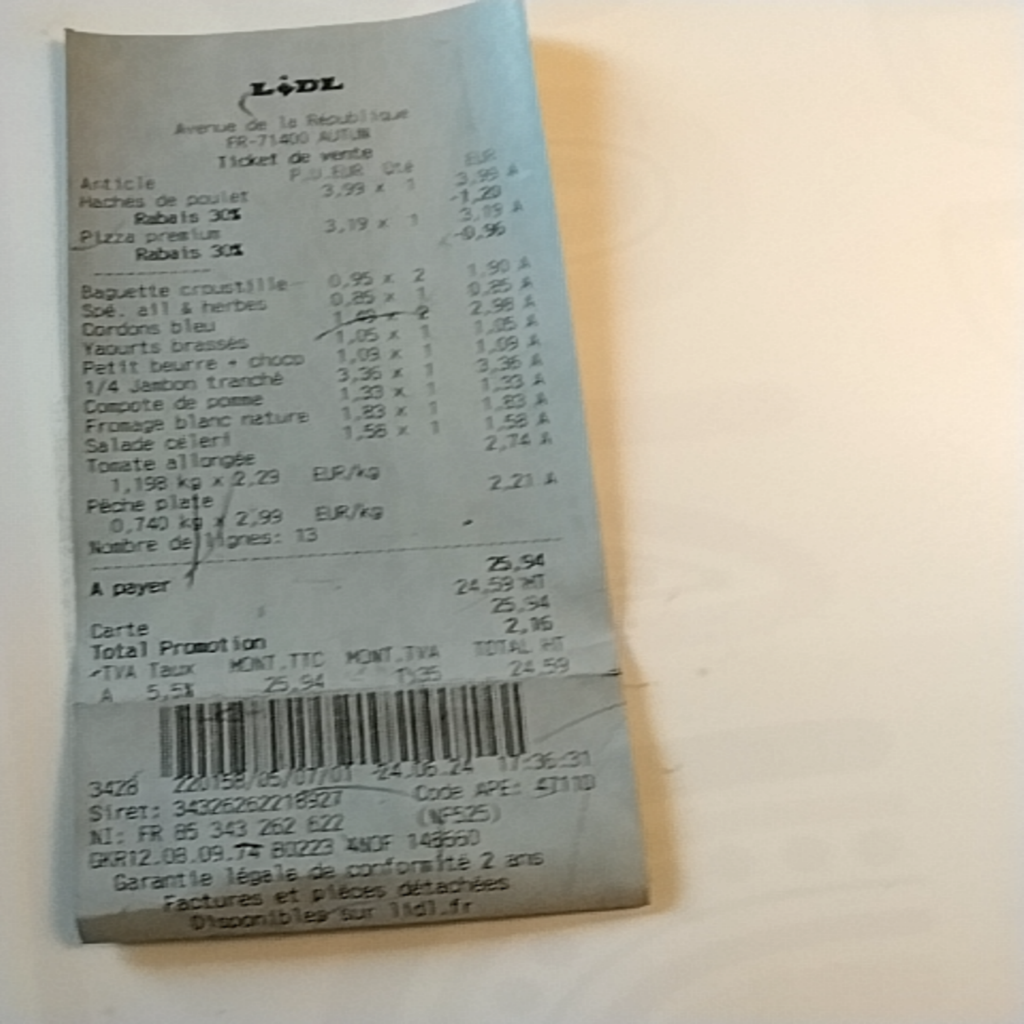 LIDL
Avenue de la République
FR-71400 AUTUN
Ticket de vente
Article P.U.EUR Qté EUR
Hachés de poulet 3,99 x 1 3,99 A
Rabais 30% -1,20
Pizza premium 3,19 x 1 3,19 A
Rabais 30% -0,96
Baguette croustille 0,95 x 2 1,90 A
Spé. ail & herbes 0,85 x 1 0,85 A
Cordons bleu 1,49 x 2 2,98 A
Yaourts brassés 1,05 x 1 1,05 A
Petit beurre + choco 1,09 x 1 1,09 A
1/4 Jambon tranché 3,36 x 1 3,36 A
Compote de pomme 1,33 x 1 1,33 A
Fromage blanc nature 1,83 x 1 1,83 A
Salade céleri 1,58 x 1 1,58 A
Tomate allongée 2,74 A
1,198 kg x 2,29 EUR/kg
Pêche plate 2,21 A
0,740 kg x 2,99 EUR/kg
Nombre de lignes: 13
A payer 25,94
24,59 HT
Carte 25,94
Total Promotion 2,16
TVA Taux MONT.TTC MONT.TVA TOTAL HT
A 5,5% 25,94 1,35 24,59
3428 220158/05/07/01 24.06.24 17:36:31
Siret: 34326262218927 Code APE: 4711D
NI: FR 85 343 262 622 (NF525)
GKR12.08.09.74 B0223 ANDF 148660
Garantie légale de conformité 2 ans
Factures et pièces détachées
Disponibles sur lidl.fr